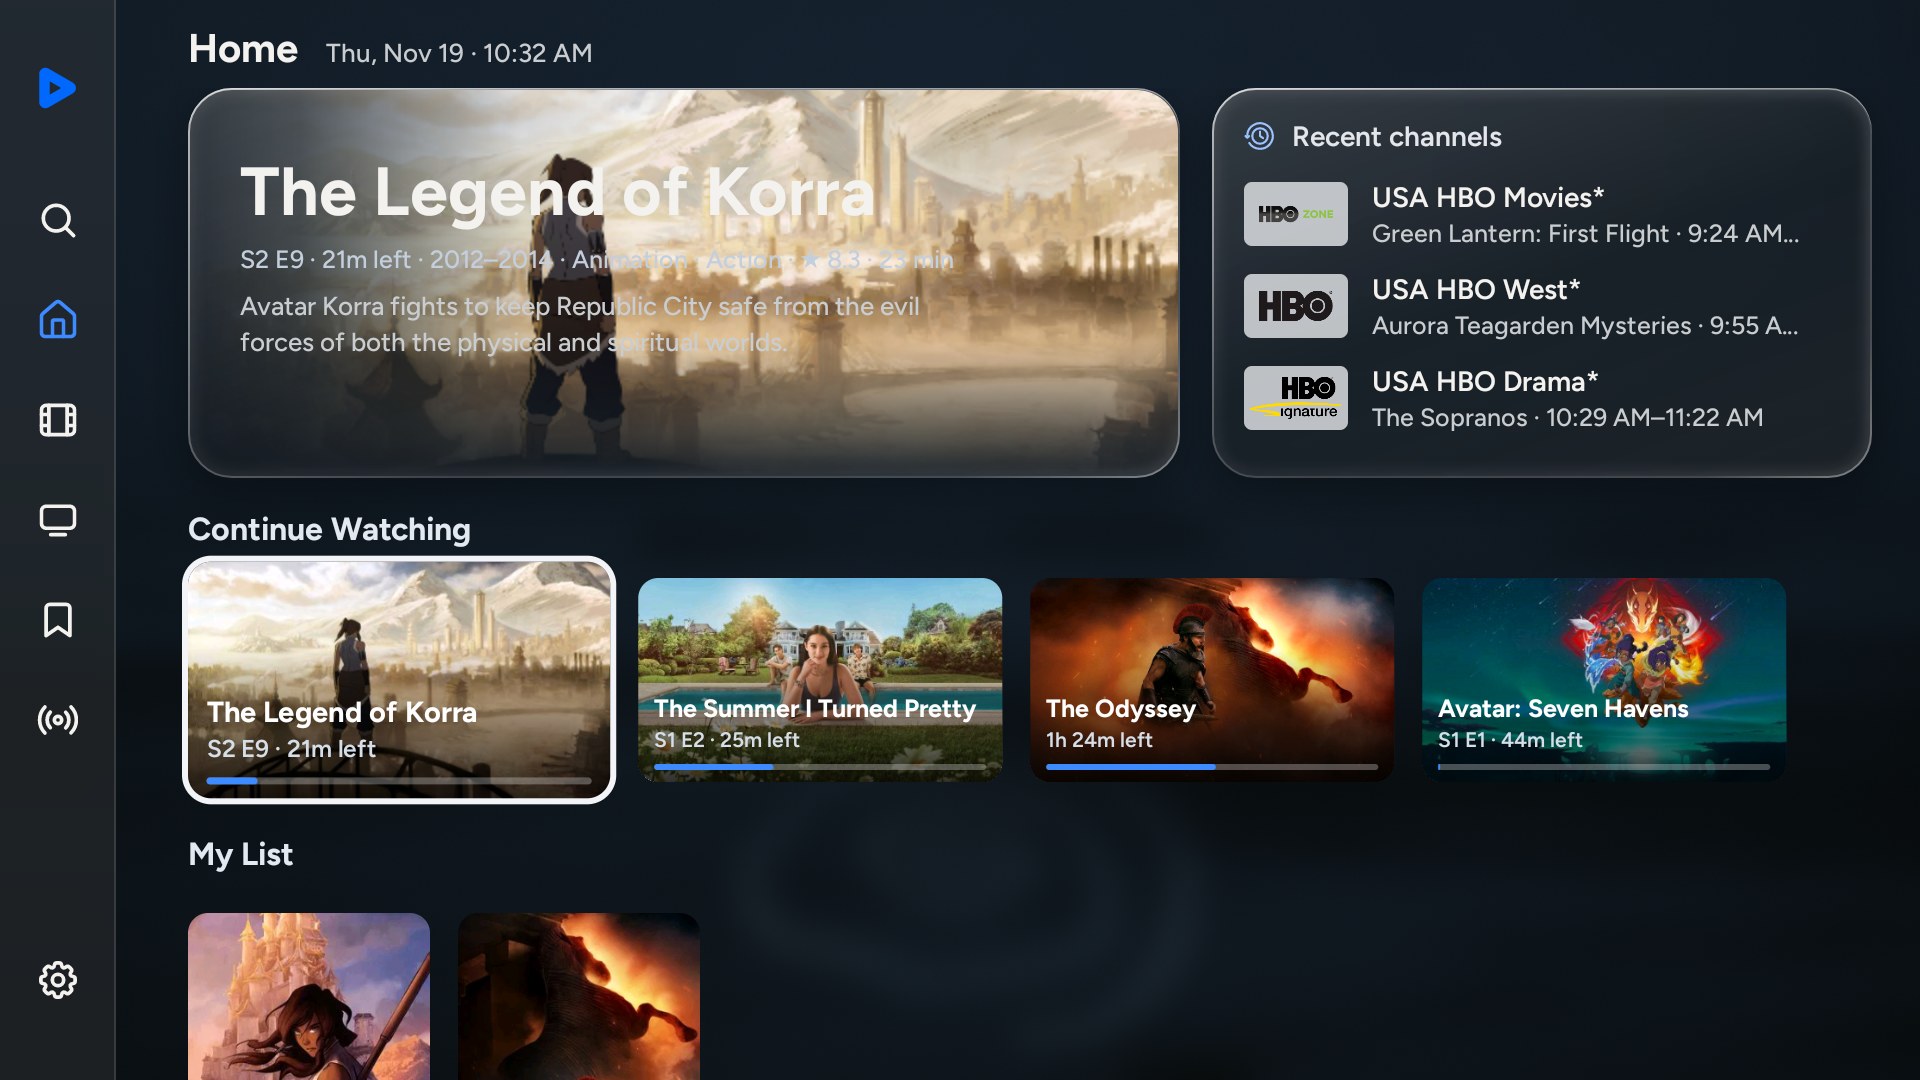 Home
Thu, Nov 19 · 10:32 AM
The Legend of Korra
S2 E9 · 21m left · 2012–2014 · Animation · Action · ★ 8.3 · 23 min
Avatar Korra fights to keep Republic City safe from the evil
forces of both the physical and spiritual worlds.
Recent channels
HBO ZONE
USA HBO Movies*
Green Lantern: First Flight · 9:24 AM...
HBO
USA HBO West*
Aurora Teagarden Mysteries · 9:55 A...
HBO
ignature
USA HBO Drama*
The Sopranos · 10:29 AM–11:22 AM
Continue Watching
The Legend of Korra
S2 E9 · 21m left
The Summer I Turned Pretty
S1 E2 · 25m left
The Odyssey
1h 24m left
Avatar: Seven Havens
S1 E1 · 44m left
My List